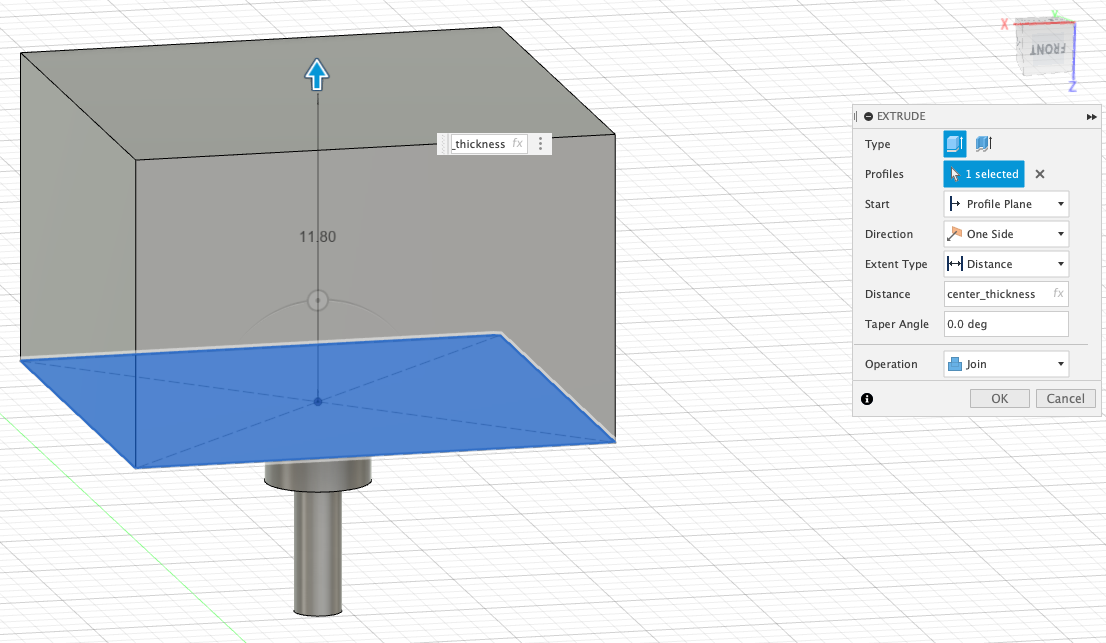 X
Y
FRONT
Z
_thickness fx
11.80
EXTRUDE
Type
Profiles 1 selected
Start Profile Plane
Direction One Side
Extent Type Distance
Distance center_thickness fx
Taper Angle 0.0 deg
Operation Join
OK Cancel